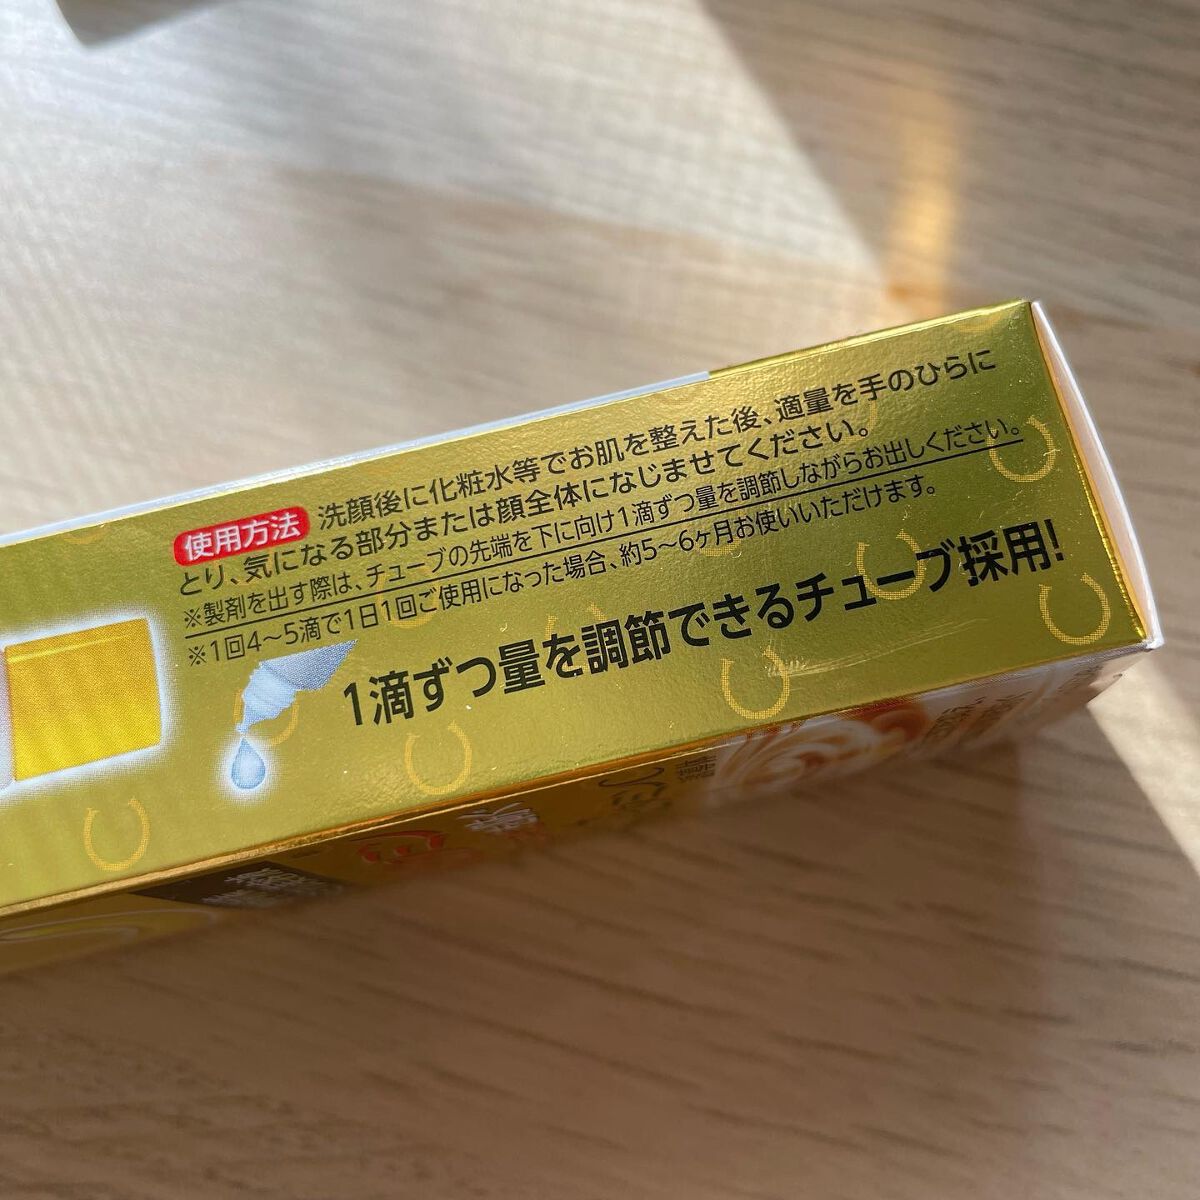 使用方法 洗顔後に化粧水等でお肌を整えた後、適量を手のひらに
とり、気になる部分または顔全体になじませてください。
※製剤を出す際は、チューブの先端を下に向け1滴ずつ量を調節しながらお出しください。
※1回4〜5滴で1日1回ご使用になった場合、約5〜6ヶ月お使いいただけます。
1滴ずつ量を調節できるチューブ採用!